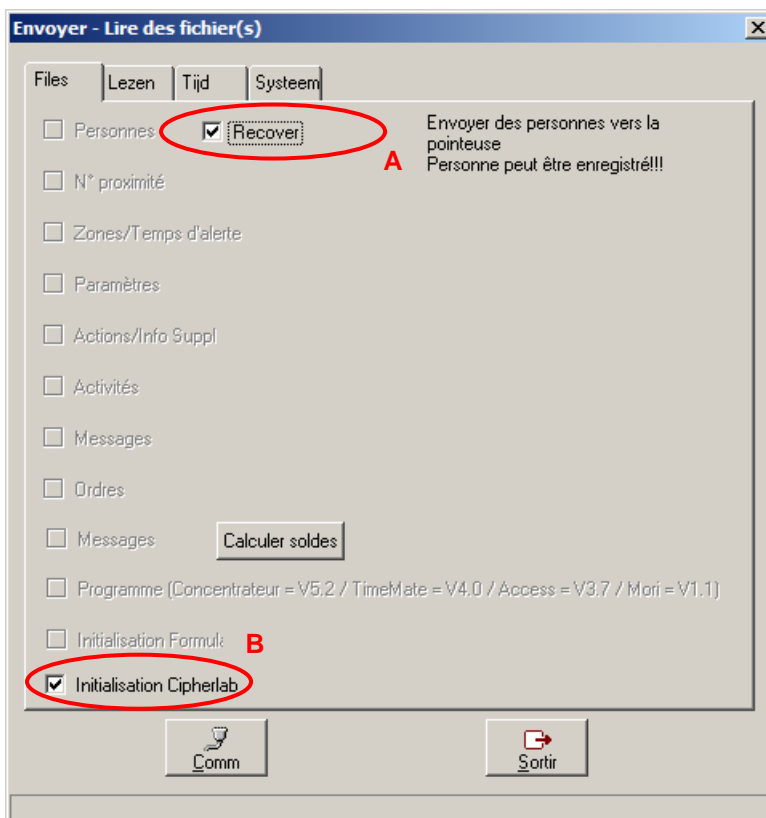 Envoyer - Lire des fichier(s)
Files Lezen Tijd Systeem
Personnes Recover
A
Envoyer des personnes vers la
pointeuse
Personne peut être enregistré!!!
N° proximité
Zones/Temps d'alerte
Paramètres
Actions/Info Suppl
Activités
Messages
Ordres
Messages Calculer soldes
Programme (Concentrateur = V5.2 / TimeMate = V4.0 / Access = V3.7 / Mori = V1.1)
Initialisation Formula B
Initialisation Cipherlab
Comm Sortir